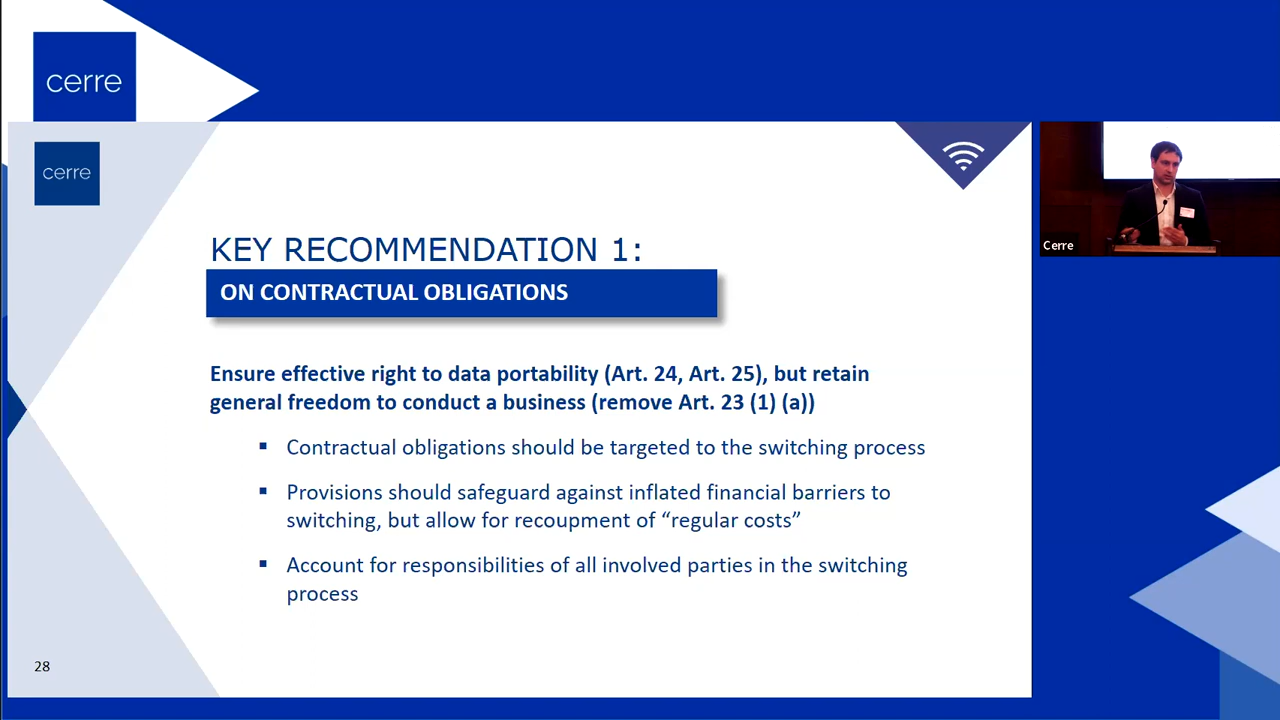 cerre
cerre
KEY RECOMMENDATION 1:
ON CONTRACTUAL OBLIGATIONS
Ensure effective right to data portability (Art. 24, Art. 25), but retain
general freedom to conduct a business (remove Art. 23 (1) (a))
▪ Contractual obligations should be targeted to the switching process
▪ Provisions should safeguard against inflated financial barriers to
switching, but allow for recoupment of “regular costs”
▪ Account for responsibilities of all involved parties in the switching
process
28
Cerre